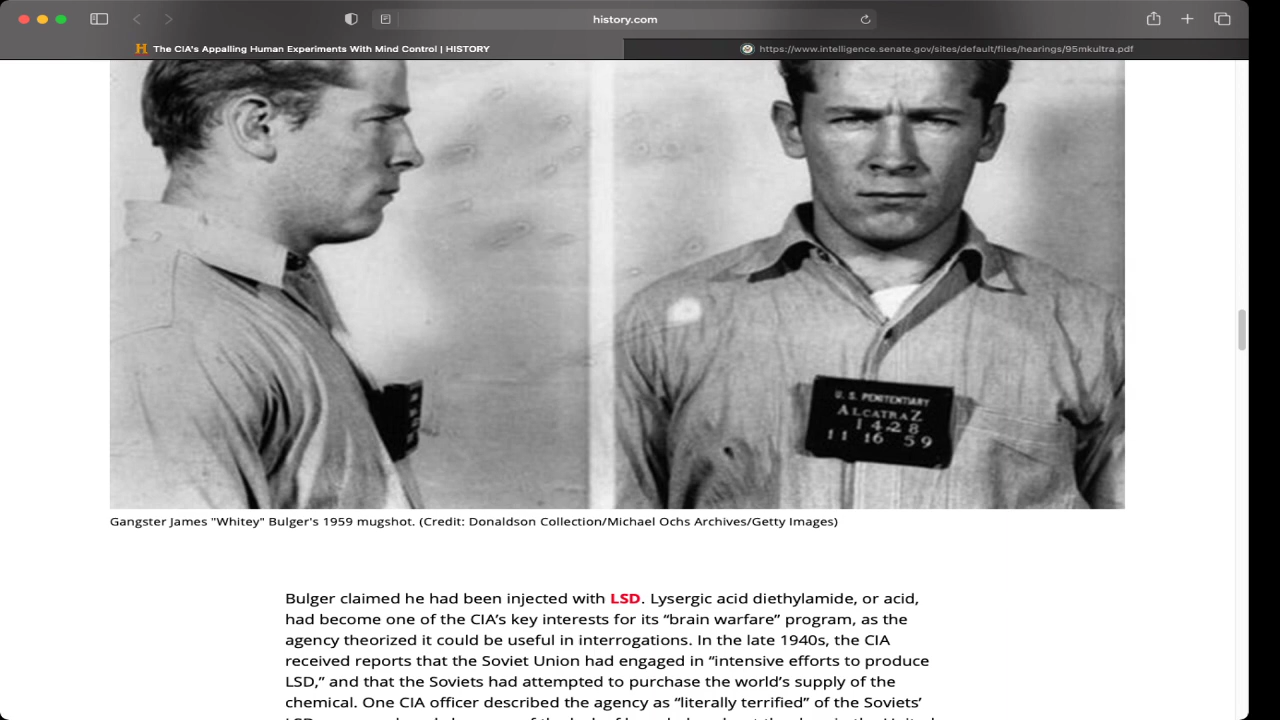 history.com
The CIA's Appalling Human Experiments With Mind Control | HISTORY
https://www.intelligence.senate.gov/sites/default/files/hearings/95mkultra.pdf
U. S. PENITENTIARY
ALCATRAZ
1428
11 16 59
Gangster James "Whitey" Bulger's 1959 mugshot. (Credit: Donaldson Collection/Michael Ochs Archives/Getty Images)
Bulger claimed he had been injected with LSD. Lysergic acid diethylamide, or acid,
had become one of the CIA’s key interests for its “brain warfare” program, as the
agency theorized it could be useful in interrogations. In the late 1940s, the CIA
received reports that the Soviet Union had engaged in “intensive efforts to produce
LSD,” and that the Soviets had attempted to purchase the world’s supply of the
chemical. One CIA officer described the agency as “literally terrified” of the Soviets’